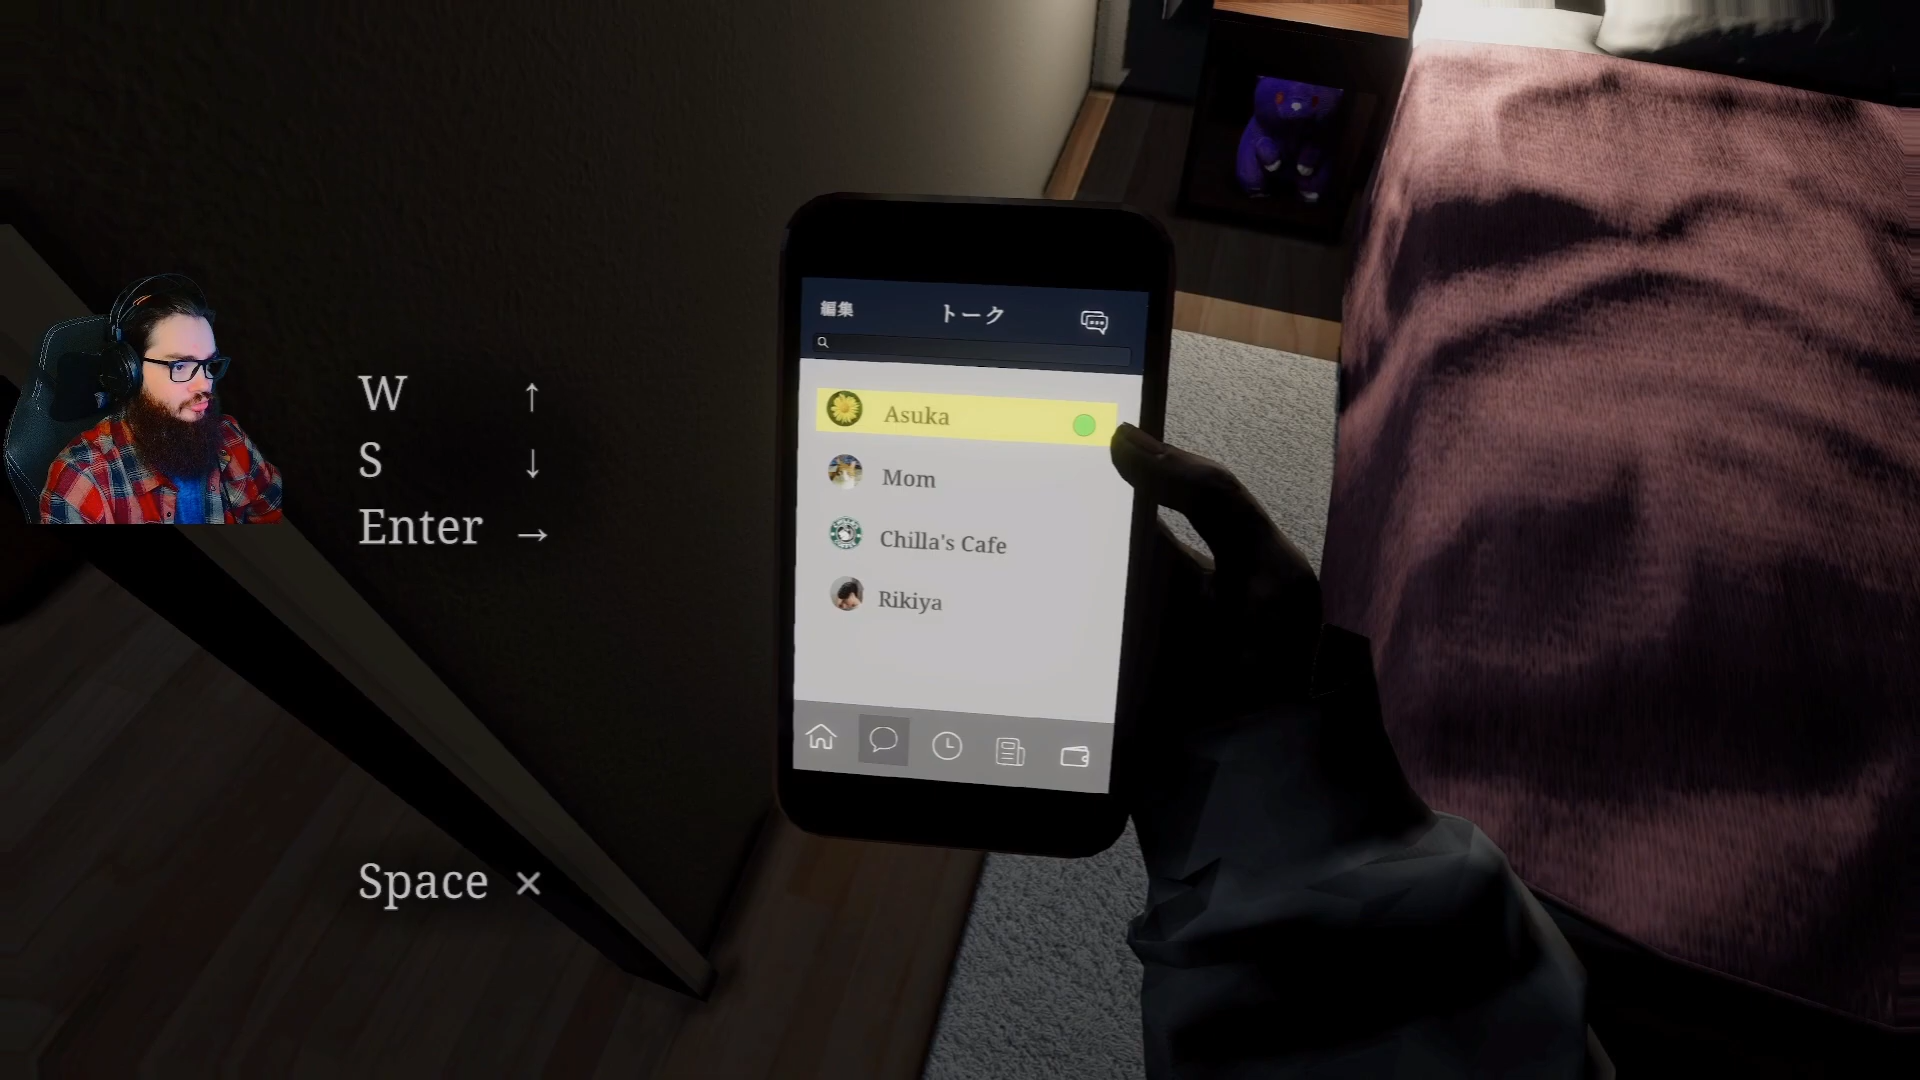 編集 トーク
Asuka
Mom
Chilla's Cafe
Rikiya
W ↑
S ↓
Enter →
Space ×